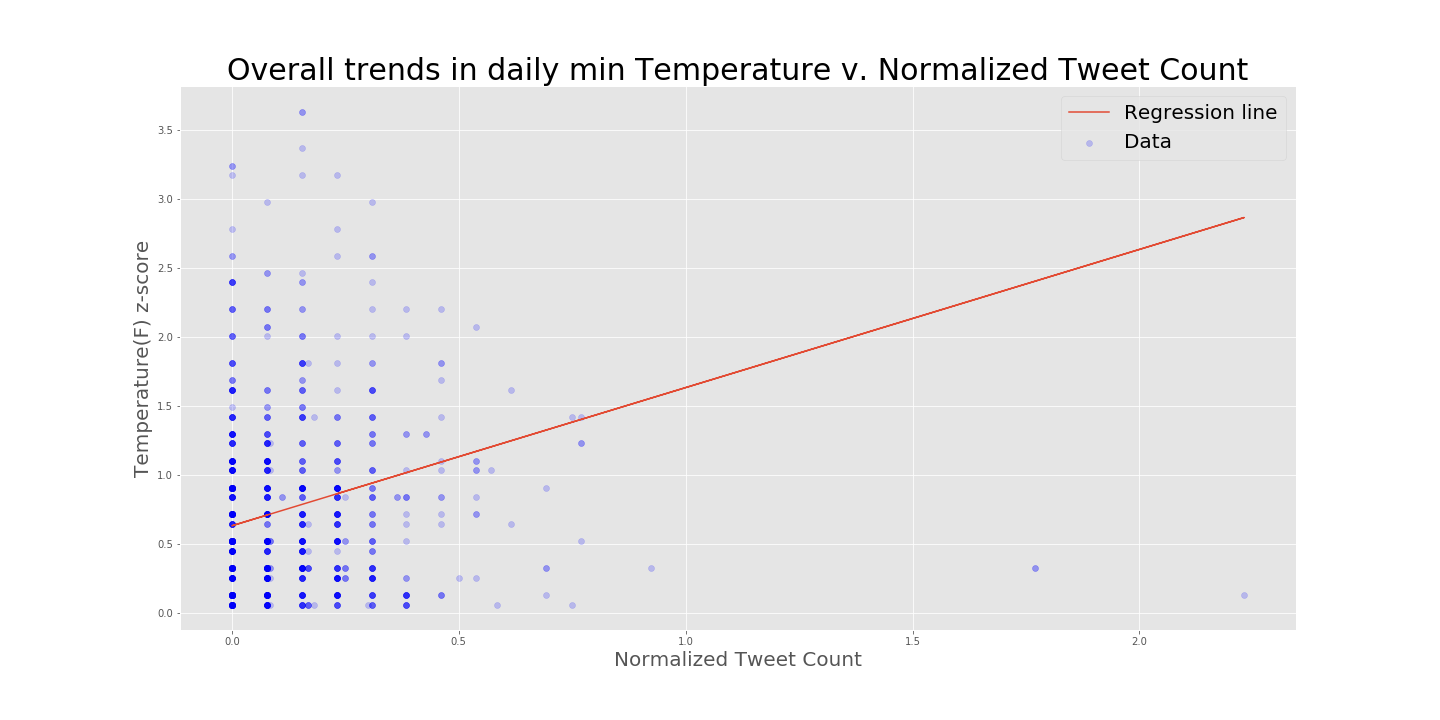 Overall trends in daily min Temperature v. Normalized Tweet Count
Regression line
Data
Temperature(F) z-score
3.5
3.0
2.5
2.0
1.5
1.0
0.5
0.0
0.0 0.5 1.0 1.5 2.0
Normalized Tweet Count